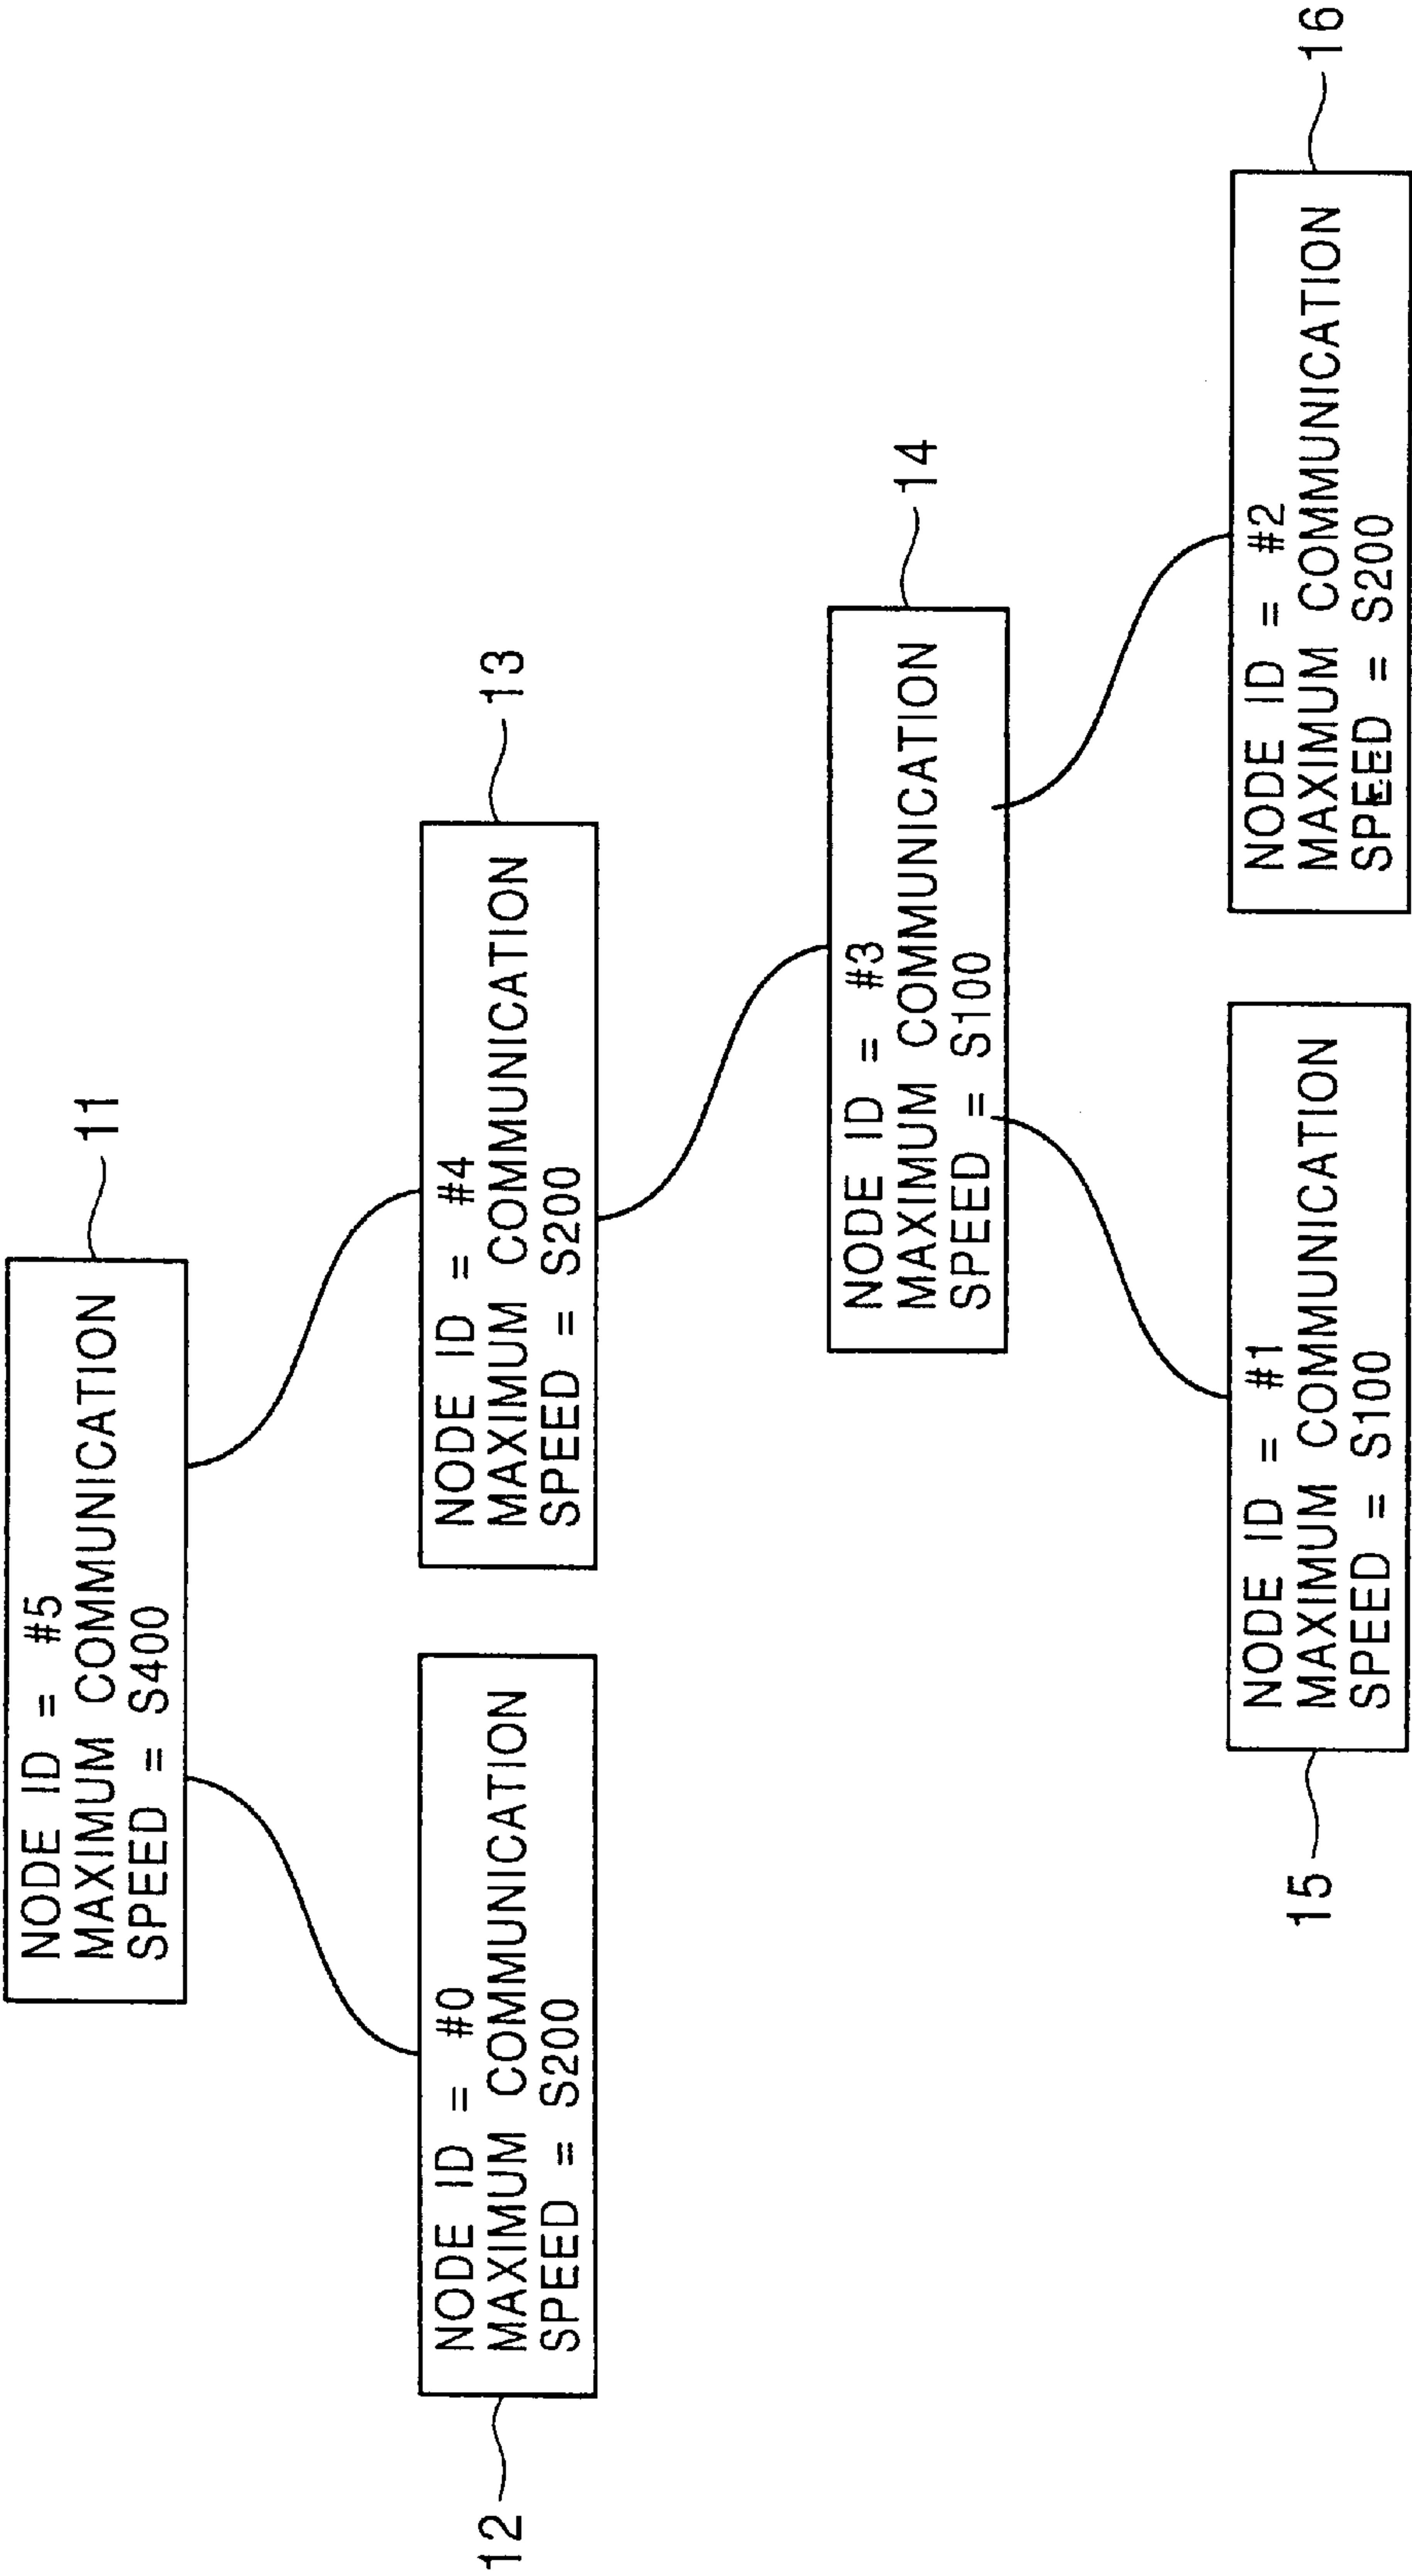 NODE ID = #5
MAXIMUM COMMUNICATION
SPEED = S400
11
NODE ID = #0
MAXIMUM COMMUNICATION
SPEED = S200
12
NODE ID = #4
MAXIMUM COMMUNICATION
SPEED = S200
13
NODE ID = #3
MAXIMUM COMMUNICATION
SPEED = S100
14
NODE ID = #1
MAXIMUM COMMUNICATION
SPEED = S100
15
NODE ID = #2
MAXIMUM COMMUNICATION
SPEED = S200
16